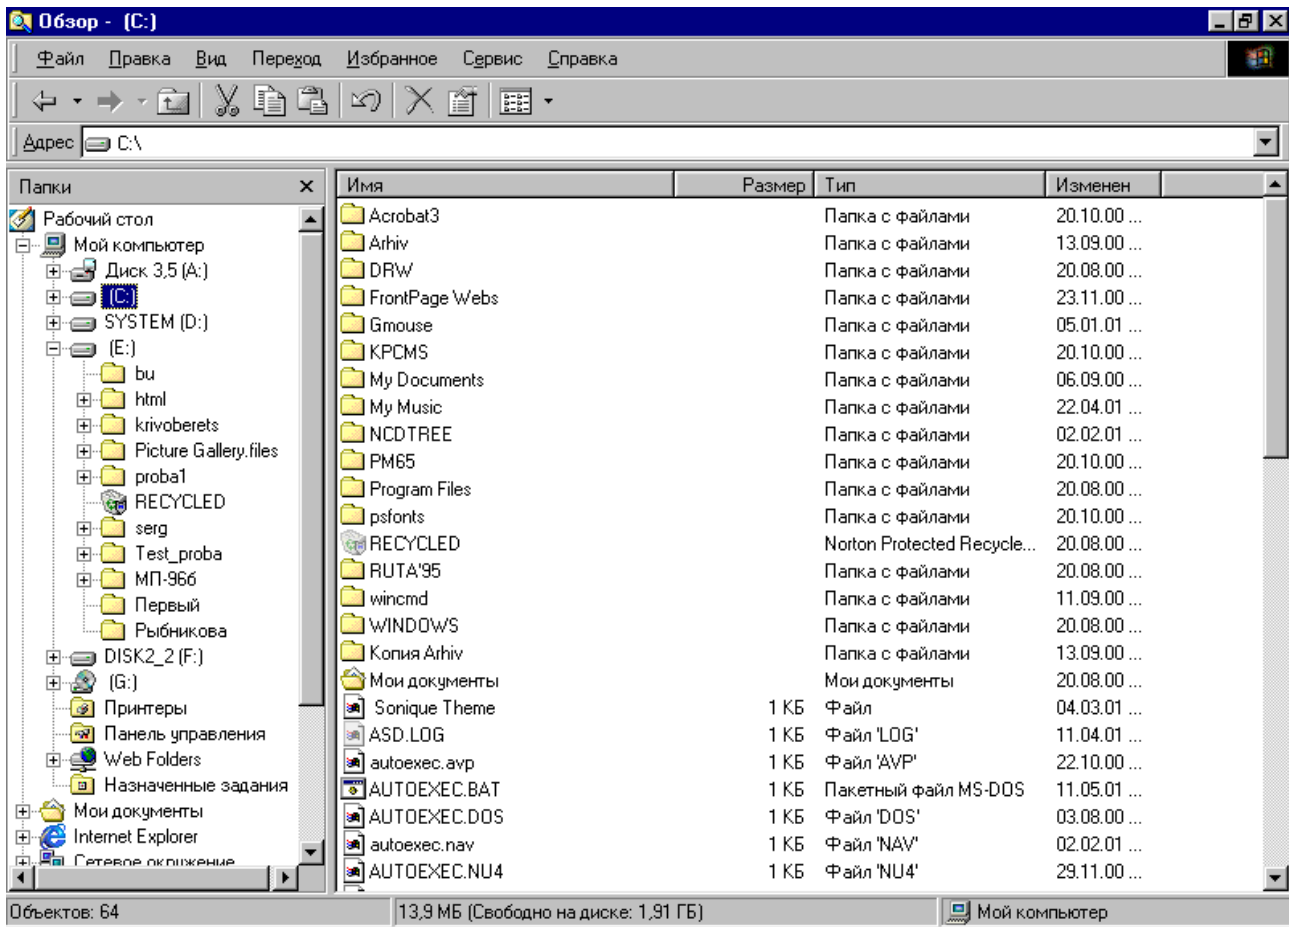 Обзор - (C:)
Файл Правка Вид Переход Избранное Сервис Справка
Адрес C:\
Папки
Рабочий стол
Мой компьютер
Диск 3,5 (A:)
(C:)
SYSTEM (D:)
(E:)
bu
html
krivoberets
Picture Gallery.files
proba1
RECYCLED
serg
Test_proba
МП-96б
Первый
Рыбникова
DISK2_2 (F:)
(G:)
Принтеры
Панель управления
Web Folders
Назначенные задания
Мои документы
Internet Explorer
Сетевое окружение
Имя Размер Тип Изменен
Acrobat3 Папка с файлами 20.10.00 ...
Arhiv Папка с файлами 13.09.00 ...
DRW Папка с файлами 20.08.00 ...
FrontPage Webs Папка с файлами 23.11.00 ...
Gmouse Папка с файлами 05.01.01 ...
KPCMS Папка с файлами 20.10.00 ...
My Documents Папка с файлами 06.09.00 ...
My Music Папка с файлами 22.04.01 ...
NCDTREE Папка с файлами 02.02.01 ...
PM65 Папка с файлами 20.10.00 ...
Program Files Папка с файлами 20.08.00 ...
psfonts Папка с файлами 20.10.00 ...
RECYCLED Norton Protected Recycle... 20.08.00 ...
RUTA'95 Папка с файлами 20.08.00 ...
wincmd Папка с файлами 11.09.00 ...
WINDOWS Папка с файлами 20.08.00 ...
Копия Arhiv Папка с файлами 13.09.00 ...
Мои документы Мои документы 20.08.00 ...
Sonique Theme 1 КБ Файл 04.03.01 ...
ASD.LOG 1 КБ Файл 'LOG' 11.04.01 ...
autoexec.avp 1 КБ Файл 'AVP' 22.10.00 ...
AUTOEXEC.BAT 1 КБ Пакетный файл MS-DOS 11.05.01 ...
AUTOEXEC.DOS 1 КБ Файл 'DOS' 03.08.00 ...
autoexec.nav 1 КБ Файл 'NAV' 02.02.01 ...
AUTOEXEC.NU4 1 КБ Файл 'NU4' 29.11.00 ...
Объектов: 64 13,9 МБ (Свободно на диске: 1,91 ГБ) Мой компьютер